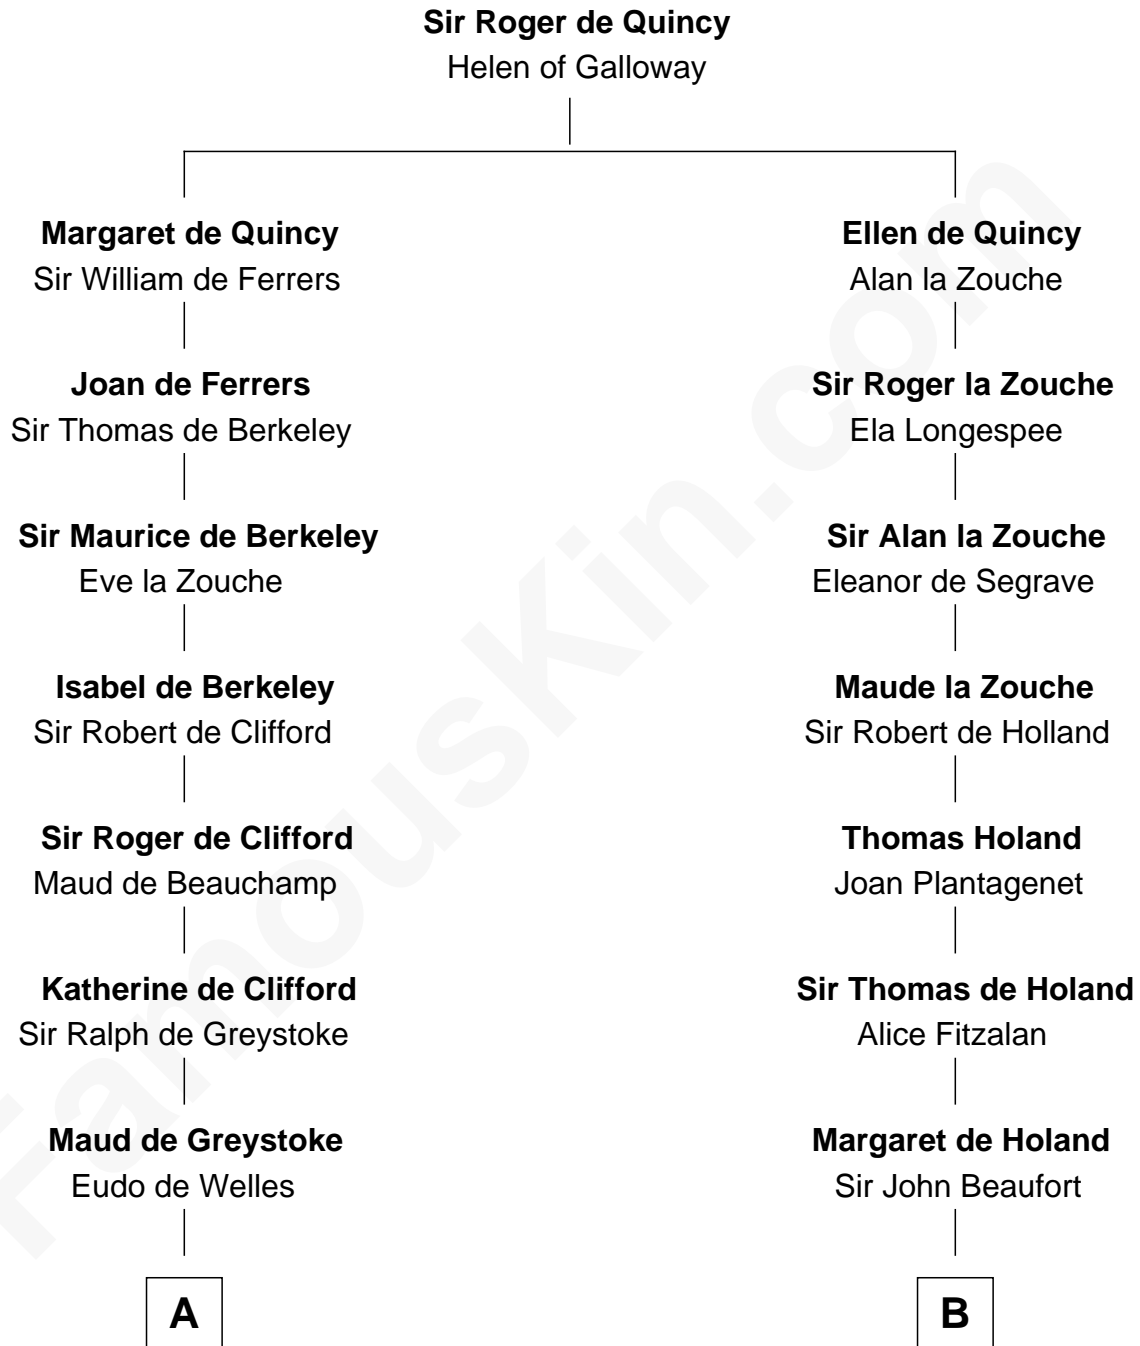 Sir Roger de Quincy
Helen of Galloway
Margaret de Quincy
Sir William de Ferrers
Ellen de Quincy
Alan la Zouche
Joan de Ferrers
Sir Thomas de Berkeley
Sir Roger la Zouche
Ela Longespee
Sir Maurice de Berkeley
Eve la Zouche
Sir Alan la Zouche
Eleanor de Segrave
Isabel de Berkeley
Sir Robert de Clifford
Maude la Zouche
Sir Robert de Holland
Sir Roger de Clifford
Maud de Beauchamp
Thomas Holand
Joan Plantagenet
Katherine de Clifford
Sir Ralph de Greystoke
Sir Thomas de Holand
Alice Fitzalan
Maud de Greystoke
Eudo de Welles
Margaret de Holand
Sir John Beaufort
A
B
FamousKin.com